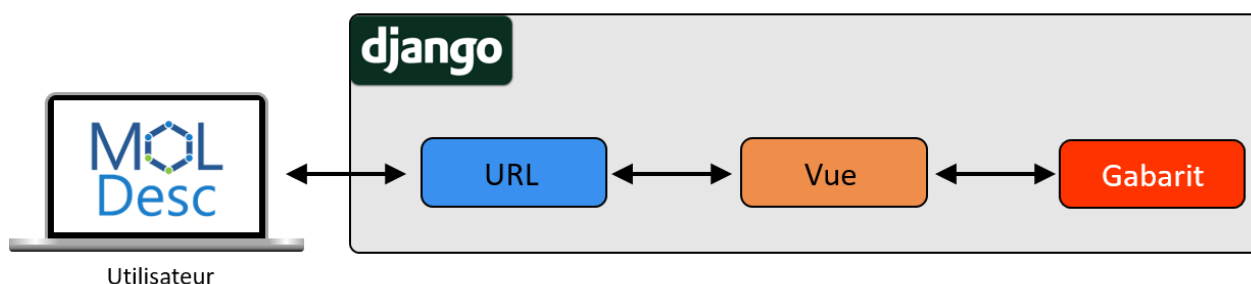 django
MOL
Desc
URL
Vue
Gabarit
Utilisateur